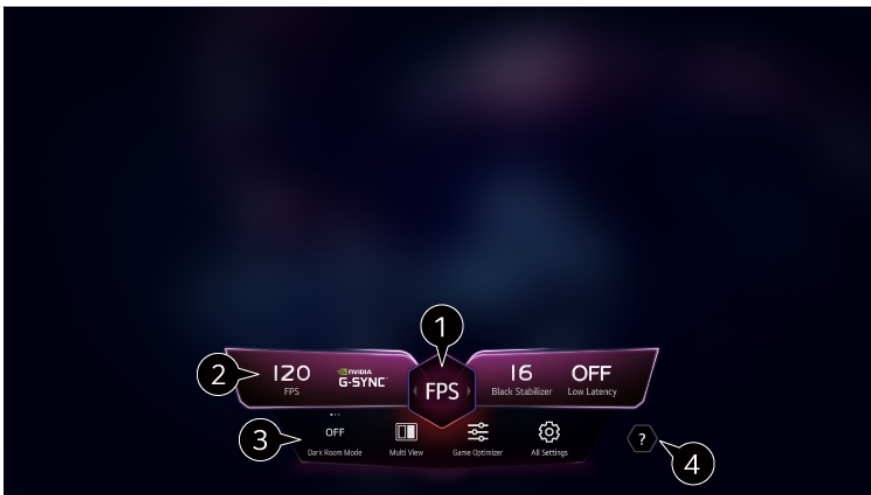 1
2
120
FPS
NVIDIA
G-SYNC
FPS
16
Black Stabilizer
OFF
Low Latency
3
OFF
Dark Room Mode
Multi View
Game Optimizer
All Settings
?
4